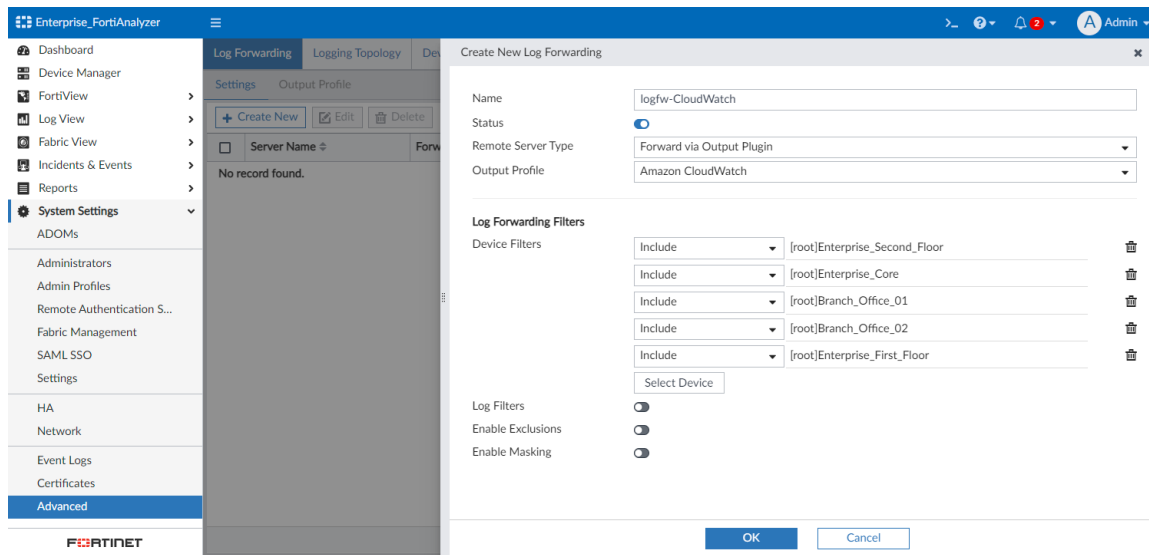 Enterprise_FortiAnalyzer
>_
2
A
Admin
Dashboard
Device Manager
FortiView
Log View
Fabric View
Incidents & Events
Reports
System Settings
ADOMs
Administrators
Admin Profiles
Remote Authentication S...
Fabric Management
SAML SSO
Settings
HA
Network
Event Logs
Certificates
Advanced
FORTINET
Log Forwarding Logging Topology Dev
Settings Output Profile
+ Create New Edit Delete
Server Name Forw
No record found.
Create New Log Forwarding
Name logfw-CloudWatch
Status
Remote Server Type Forward via Output Plugin
Output Profile Amazon CloudWatch
Log Forwarding Filters
Device Filters Include [root]Enterprise_Second_Floor
Include [root]Enterprise_Core
Include [root]Branch_Office_01
Include [root]Branch_Office_02
Include [root]Enterprise_First_Floor
Select Device
Log Filters
Enable Exclusions
Enable Masking
OK Cancel